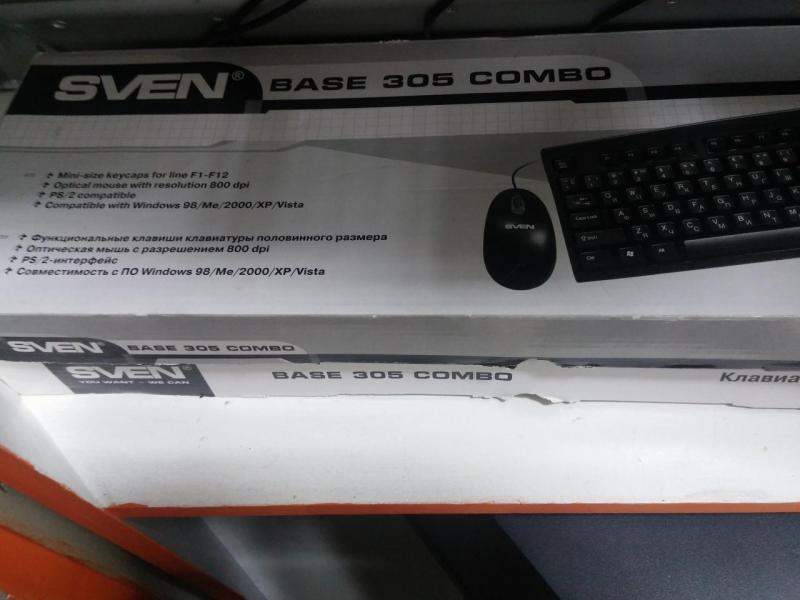 SVEN®
BASE 305 COMBO
Mini-size keycaps for line F1-F12
Optical mouse with resolution 800 dpi
PS/2 compatible
Compatible with Windows 98/Me/2000/XP/Vista
Функциональные клавиши клавиатуры половинного размера
Оптическая мышь с разрешением 800 dpi
PS/2-интерфейс
Совместимость с ПО Windows 98/Me/2000/XP/Vista
SVEN
SVEN
BASE 305 COMBO
SVEN®
YOU WANT - WE CAN
BASE 305 COMBO
Клавиа